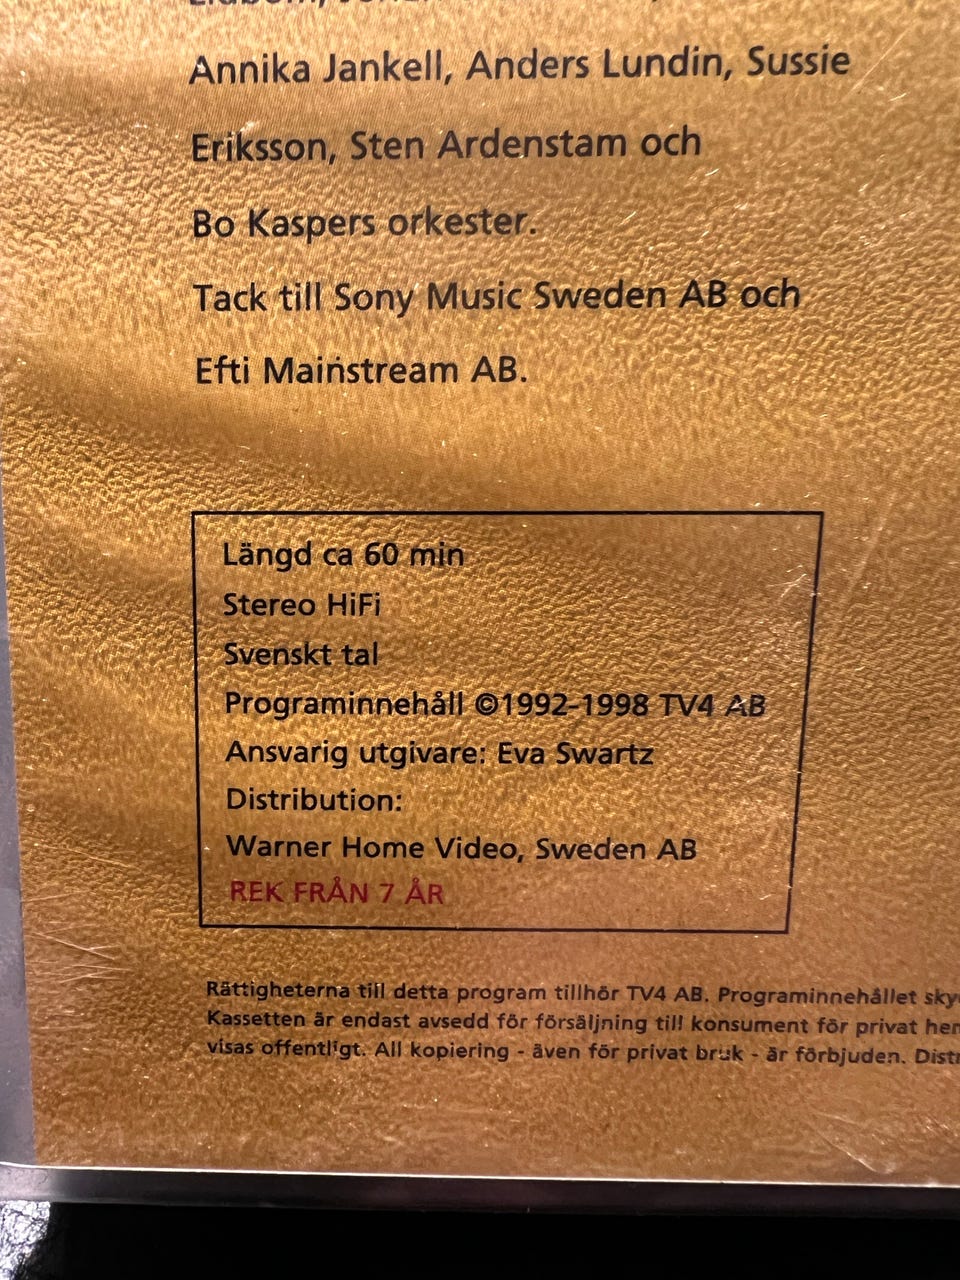 Annika Jankell, Anders Lundin, Sussie
Eriksson, Sten Ardenstam och
Bo Kaspers orkester.
Tack till Sony Music Sweden AB och
Efti Mainstream AB.
Längd ca 60 min
Stereo HiFi
Svenskt tal
Programinnehåll ©1992-1998 TV4 AB
Ansvarig utgivare: Eva Swartz
Distribution:
Warner Home Video, Sweden AB
REK FRÅN 7 ÅR
Rättigheterna till detta program tillhör TV4 AB. Programinnehållet
Kassetten är endast avsedd för försäljning till konsument för privat
visas offentligt. All kopiering - även för privat bruk - är förbjuden.